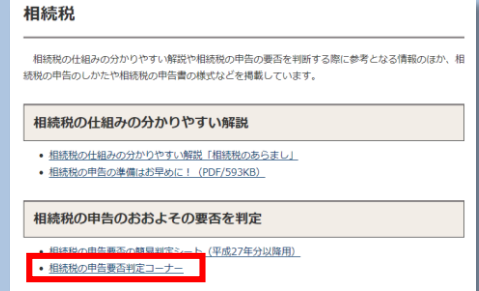 相続税
相続税の仕組みの分かりやすい解説や相続税の申告の要否を判断する際に参考となる情報のほか、相
続税の申告のしかたや相続税の申告書の様式などを掲載しています。
相続税の仕組みの分かりやすい解説
• 相続税の仕組みの分かりやすい解説「相続税のあらまし」
• 相続税の申告の準備はお早めに！（PDF/593KB）
相続税の申告のおおよその要否を判定
• 相続税の申告要否の簡易判定シート（平成27年分以降用）
• 相続税の申告要否判定コーナー